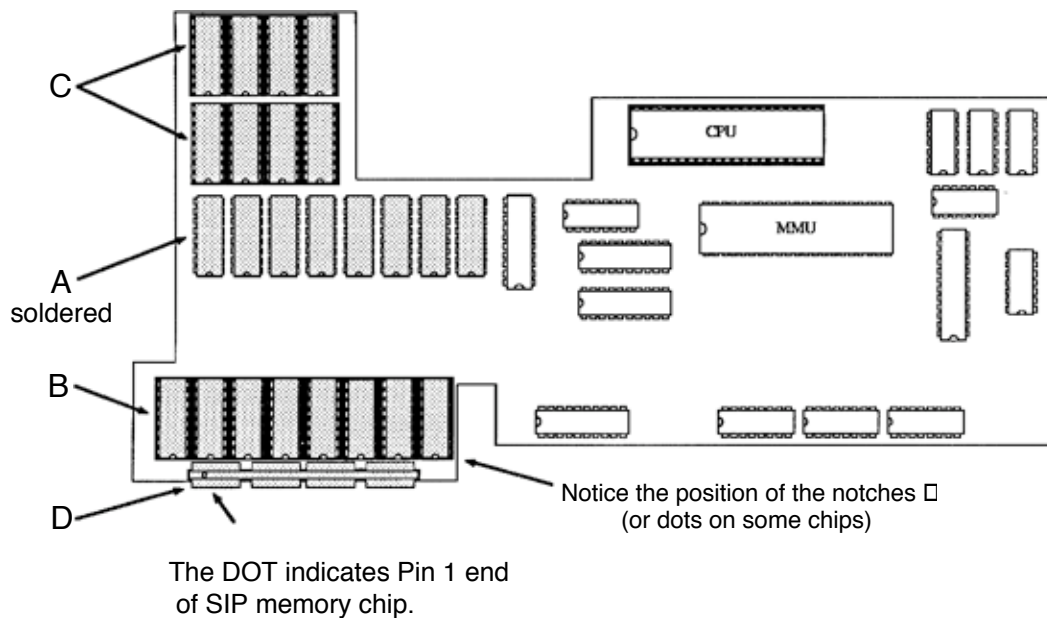 C
CPU
MMU
A
soldered
B
D
Notice the position of the notches □
(or dots on some chips)
The DOT indicates Pin 1 end
of SIP memory chip.